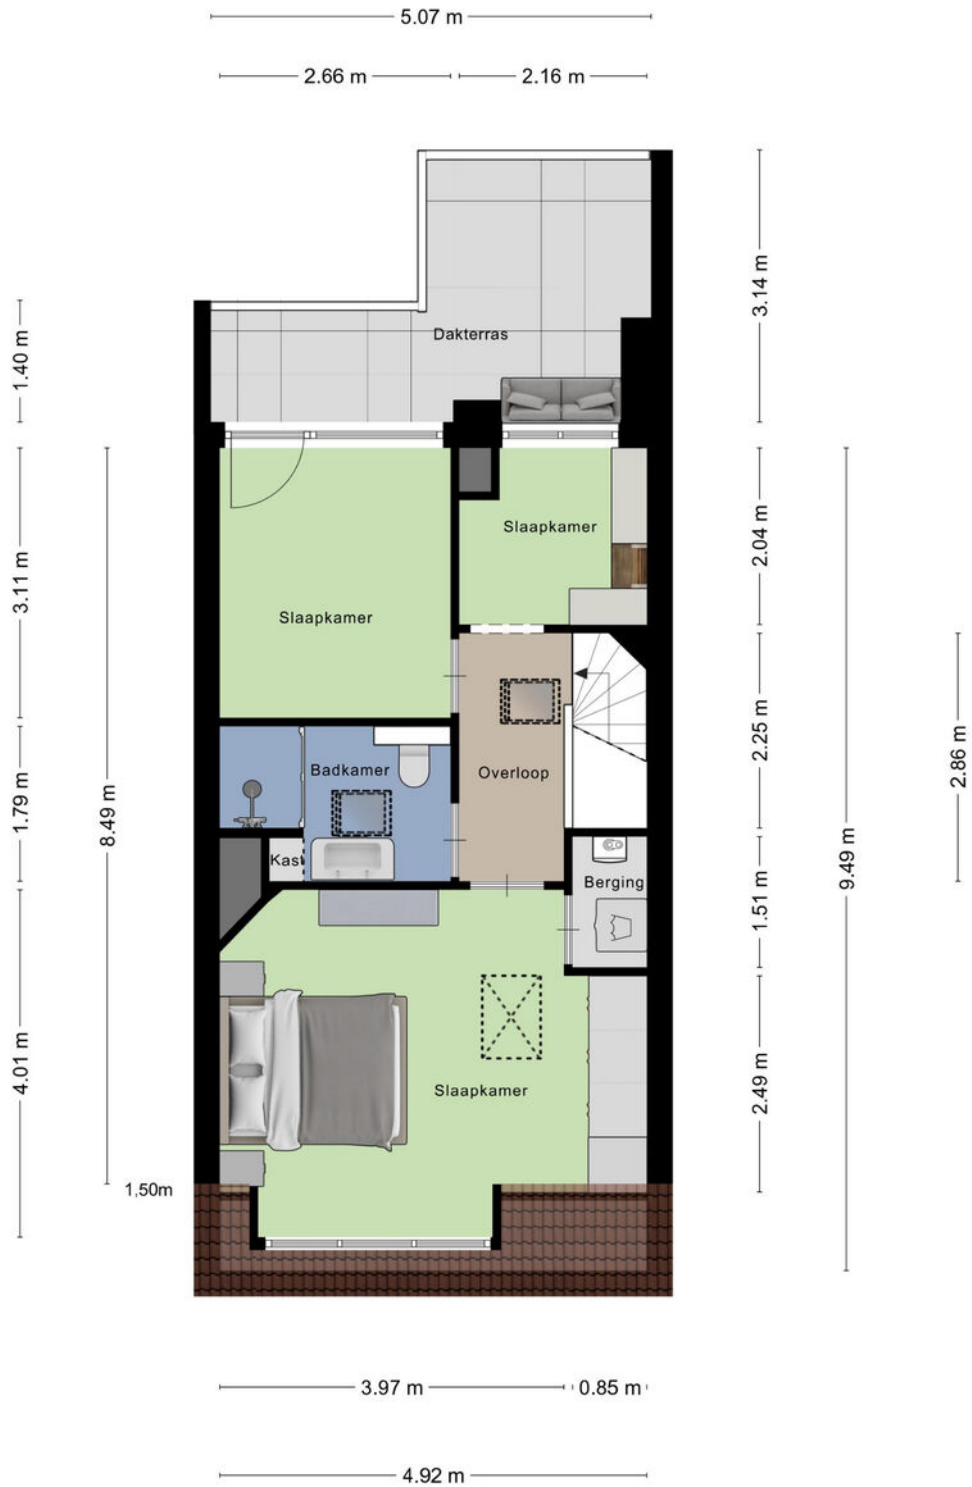 5.07 m
2.66 m
2.16 m
3.14 m
Dakterras
1.40 m
Slaapkamer
2.04 m
3.11 m
Slaapkamer
2.25 m
2.86 m
Badkamer
Overloop
1.79 m
8.49 m
9.49 m
Kast
Berging
1.51 m
4.01 m
Slaapkamer
2.49 m
1,50m
3.97 m
0.85 m
4.92 m